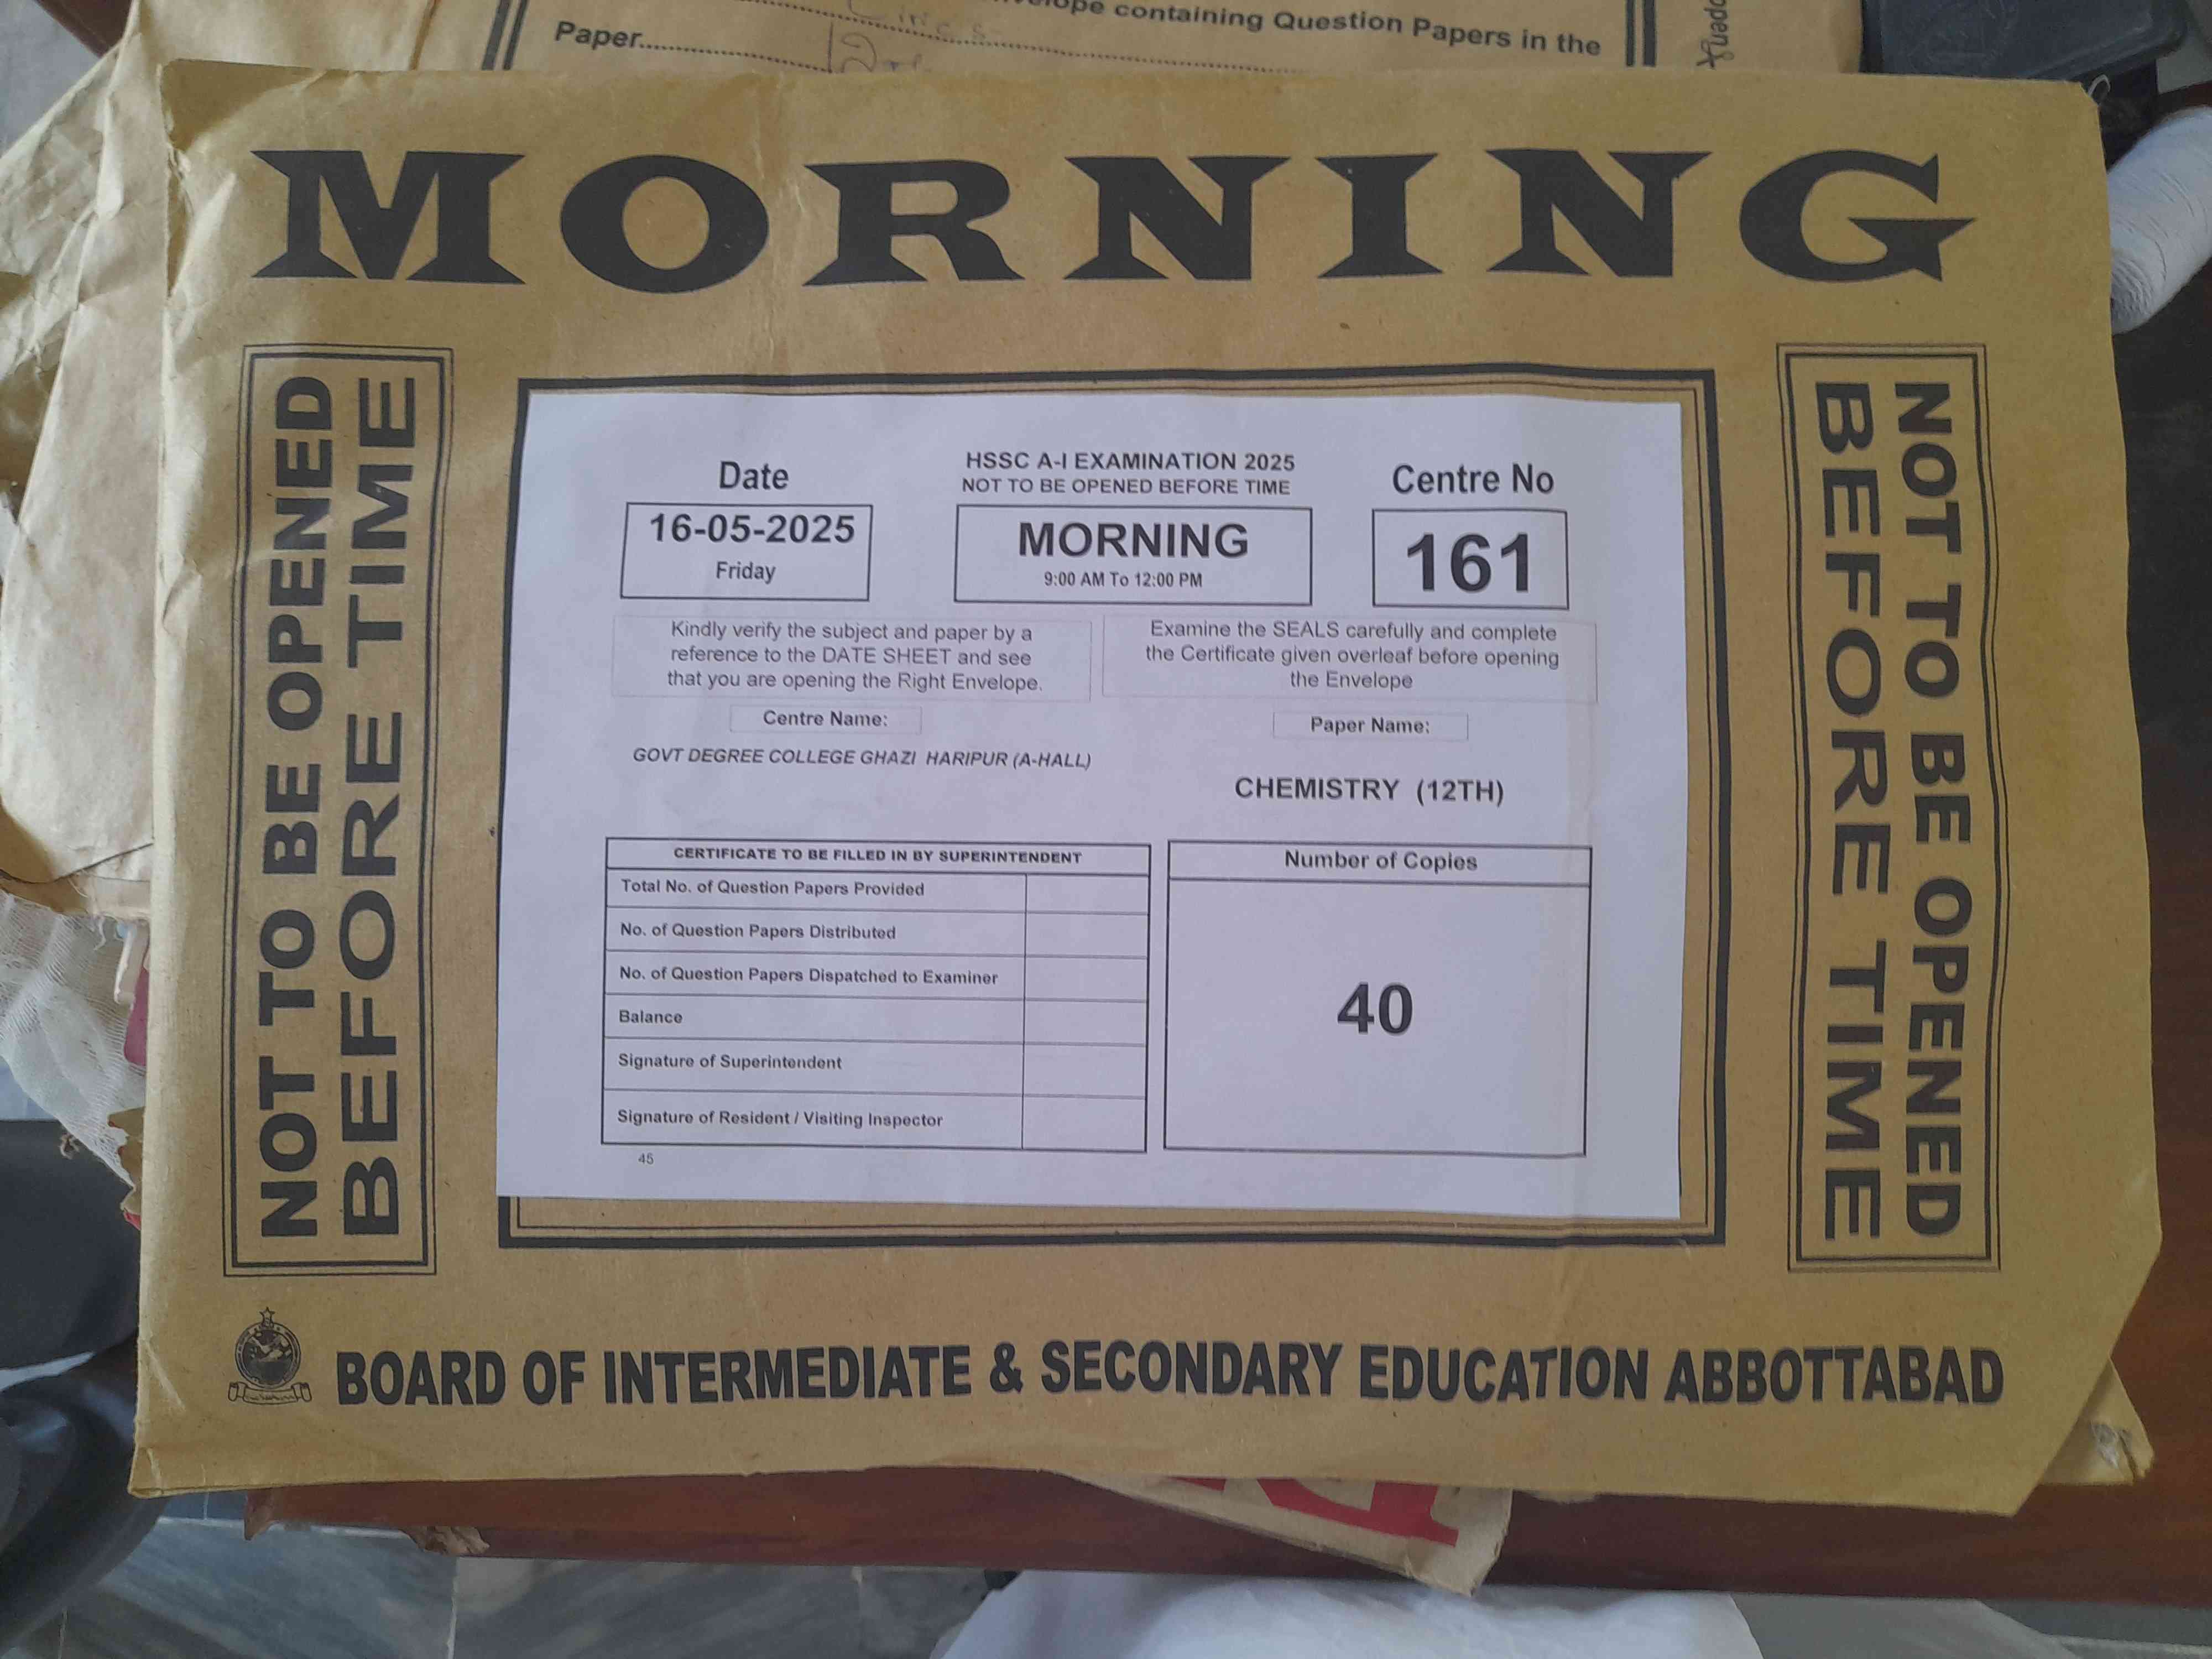 ope containing Question Papers in the
Paper
open
MORNING
NOT TO BE OPENED
BEFORE TIME
Date
16-05-2025
Friday
HSSC A-I EXAMINATION 2025
NOT TO BE OPENED BEFORE TIME
MORNING
9:00 AM To 12:00 PM
Centre No
161
Kindly verify the subject and paper by a
reference to the DATE SHEET and see
that you are opening the Right Envelope.
Examine the SEALS carefully and complete
the Certificate given overleaf before opening
the Envelope
Centre Name:
GOVT DEGREE COLLEGE GHAZI HARIPUR (A-HALL)
Paper Name:
CHEMISTRY (12TH)
CERTIFICATE TO BE FILLED IN BY SUPERINTENDENT
Total No. of Question Papers Provided
No. of Question Papers Distributed
No. of Question Papers Dispatched to Examiner
Balance
Signature of Superintendent
Signature of Resident / Visiting Inspector
45
Number of Copies
40
NOT TO BE OPENED
BEFORE TIME
BOARD OF INTERMEDIATE & SECONDARY EDUCATION ABBOTTABAD